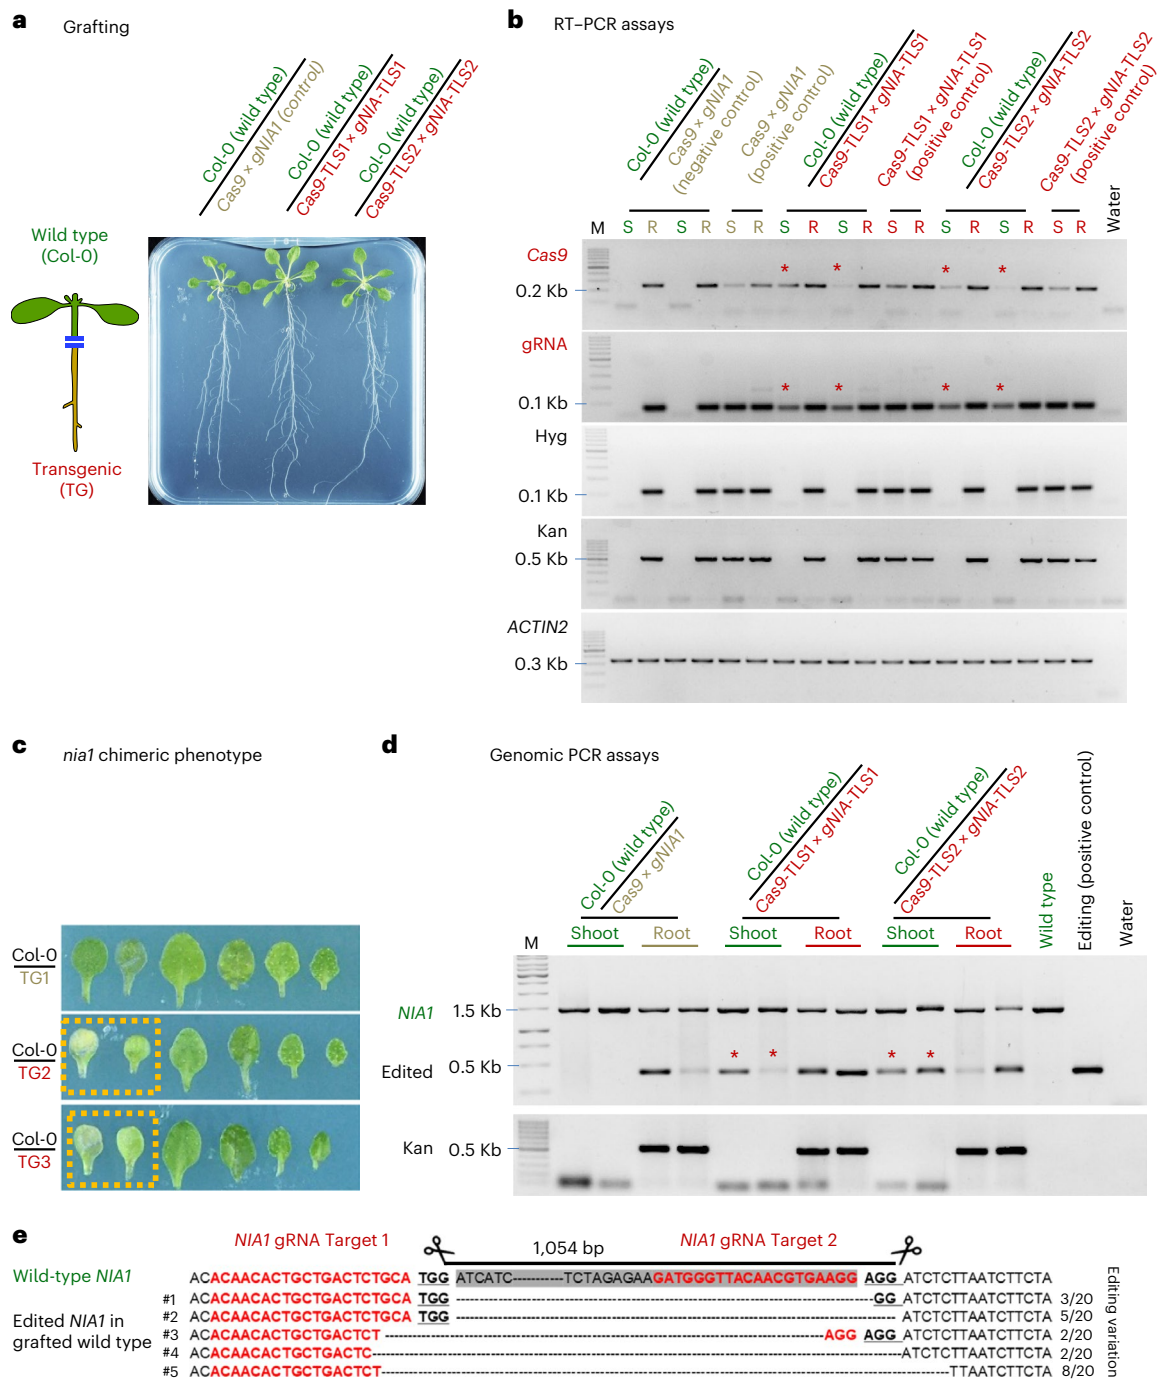 a
Grafting
Col-0 (wild type)
Cas9 × gNIA1 (control)
Col-0 (wild type)
Cas9-TLS1 × gNIA-TLS1
Col-0 (wild type)
Cas9-TLS2 × gNIA-TLS2
Wild type
(Col-0)
Transgenic
(TG)
b
RT–PCR assays
Col-0 (wild type)
Cas9 × gNIA1
(negative control)
Cas9 × gNIA1
(positive control)
Col-0 (wild type)
Cas9-TLS1 × gNIA-TLS1
Cas9-TLS1 × gNIA-TLS1
(positive control)
Col-0 (wild type)
Cas9-TLS2 × gNIA-TLS2
Cas9-TLS2 × gNIA-TLS2
(positive control)
Water
M S R S R S R S R S R S R S R S R S R
Cas9
* * * *
0.2 Kb
gRNA
* * * *
0.1 Kb
Hyg
0.1 Kb
Kan
0.5 Kb
ACTIN2
0.3 Kb
c
nia1 chimeric phenotype
Col-0
TG1
Col-0
TG2
Col-0
TG3
d
Genomic PCR assays
Col-0 (wild type)
Cas9 × gNIA1
Col-0 (wild type)
Cas9-TLS1 × gNIA-TLS1
Col-0 (wild type)
Cas9-TLS2 × gNIA-TLS2
Wild type
Editing (positive control)
Water
M Shoot Root Shoot Root Shoot Root
NIA1 1.5 Kb
* * * *
Edited 0.5 Kb
Kan 0.5 Kb
e
NIA1 gRNA Target 1 1,054 bp NIA1 gRNA Target 2
Wild-type NIA1 ACACAACACTGCTGACTCTGCA TGG ATCATC----------TCTAGAGAAGATGGGTTACAACGTGAAGG AGG ATCTCTTAATCTTCTA
Edited NIA1 in
grafted wild type
#1 ACACAACACTGCTGACTCTGCA TGG ----------GG ATCTCTTAATCTTCTA 3/20
#2 ACACAACACTGCTGACTCTGCA TGG ---------- ATCTCTTAATCTTCTA 5/20
#3 ACACAACACTGCTGACTCT ----------AGG AGG ATCTCTTAATCTTCTA 2/20
#4 ACACAACACTGCTGACTC----------ATCTCTTAATCTTCTA 2/20
#5 ACACAACACTGCTGACTCT----------TTAATCTTCTA 8/20
Editing variation